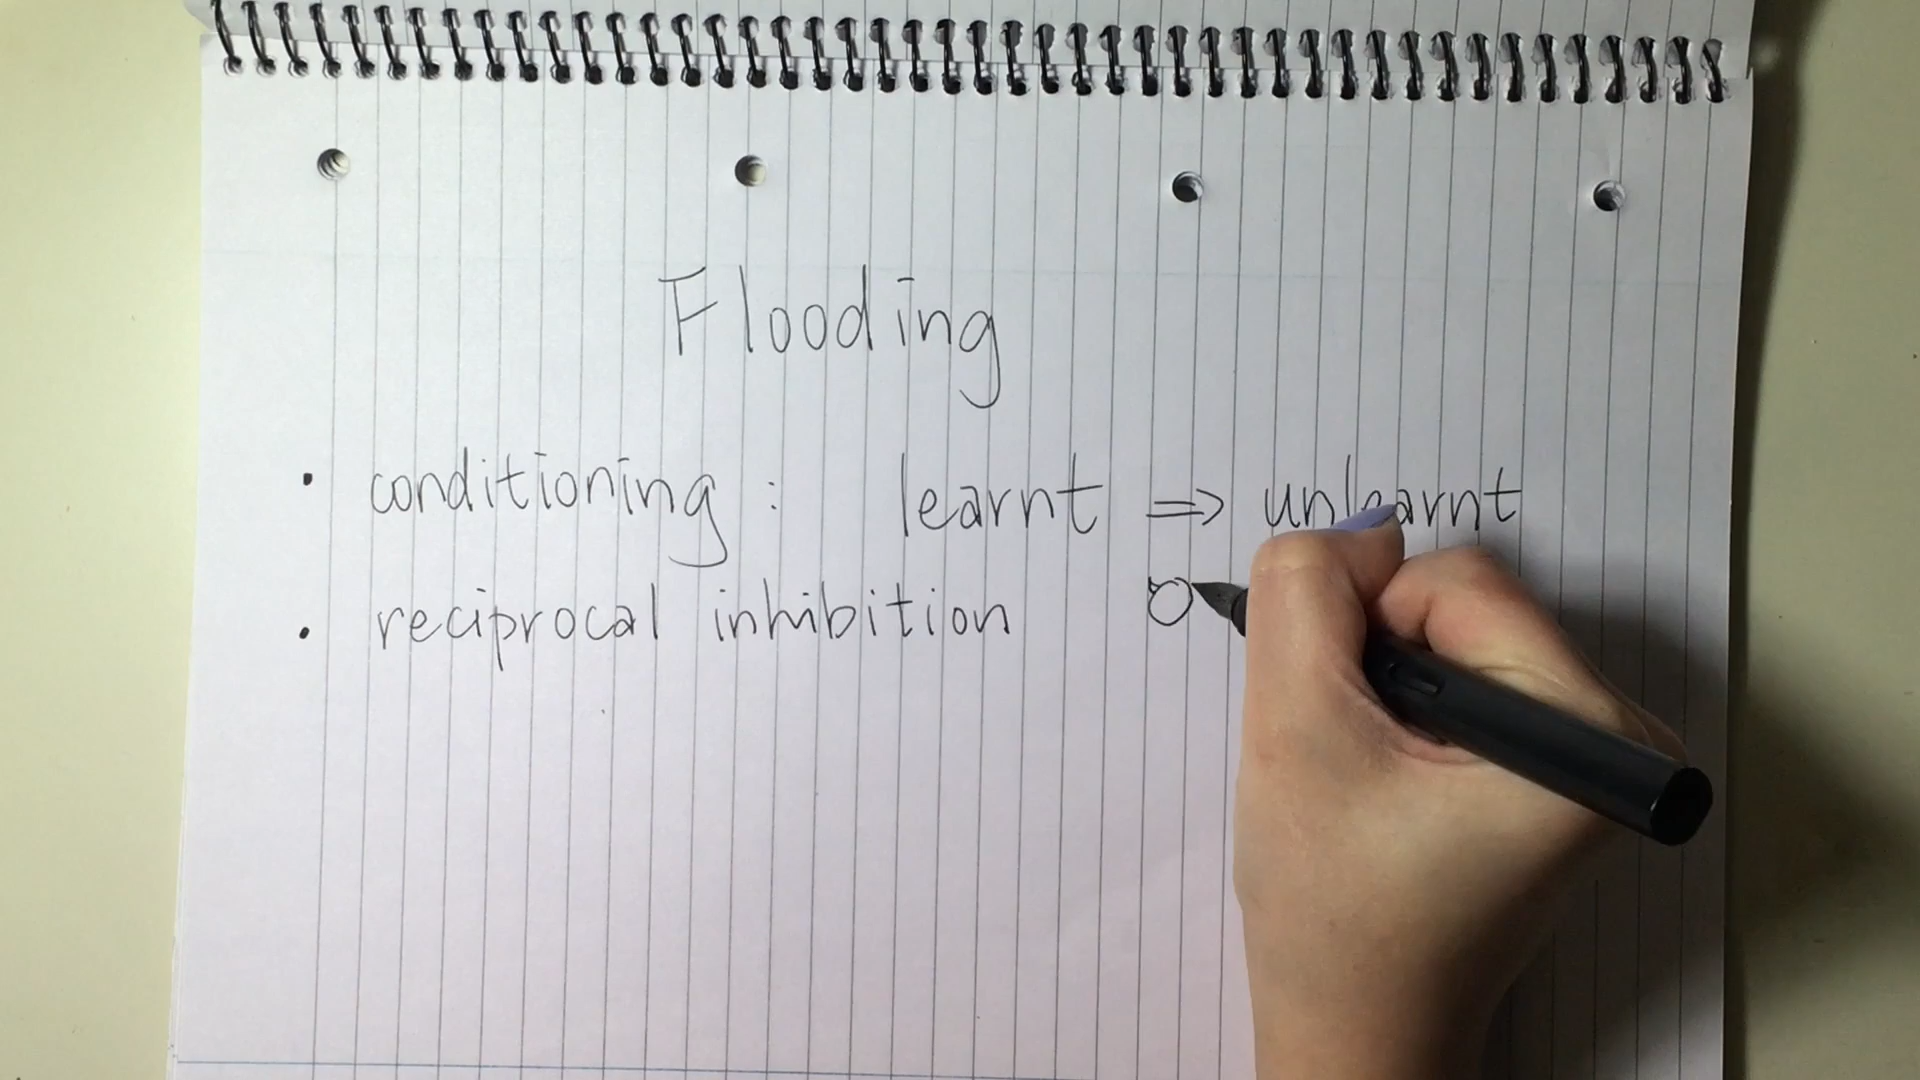 Flooding
• conditioning : learnt => unlearnt
• reciprocal inhibition